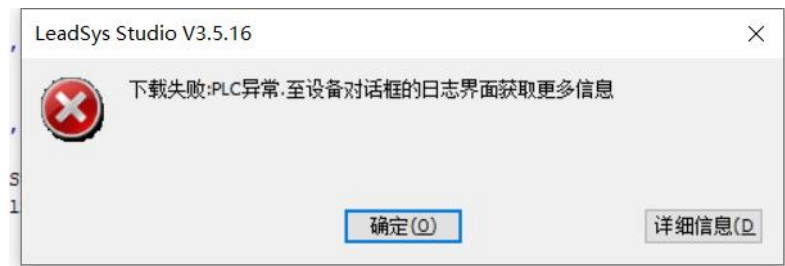 LeadSys Studio V3.5.16
下载失败:PLC异常.至设备对话框的日志界面获取更多信息
,
,
S
1
确定(O)
详细信息(D